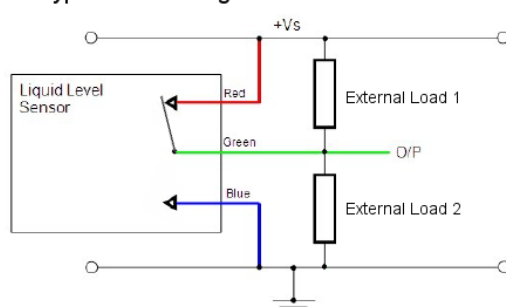 +Vs
Liquid Level
Sensor
Red
External Load 1
Green
O/P
Blue
External Load 2